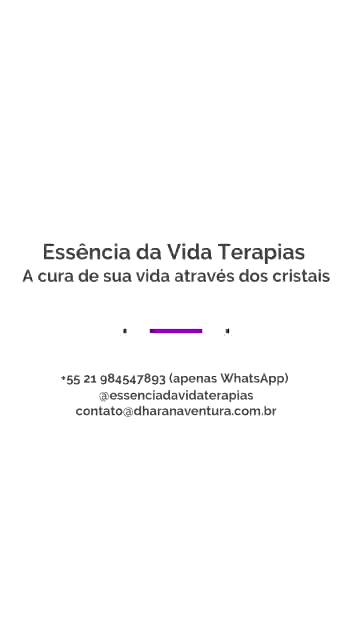 Essência da Vida Terapias
A cura de sua vida através dos cristais
+55 21 984547893 (apenas WhatsApp)
@essenciadavidaterapias
contato@dharanaventura.com.br